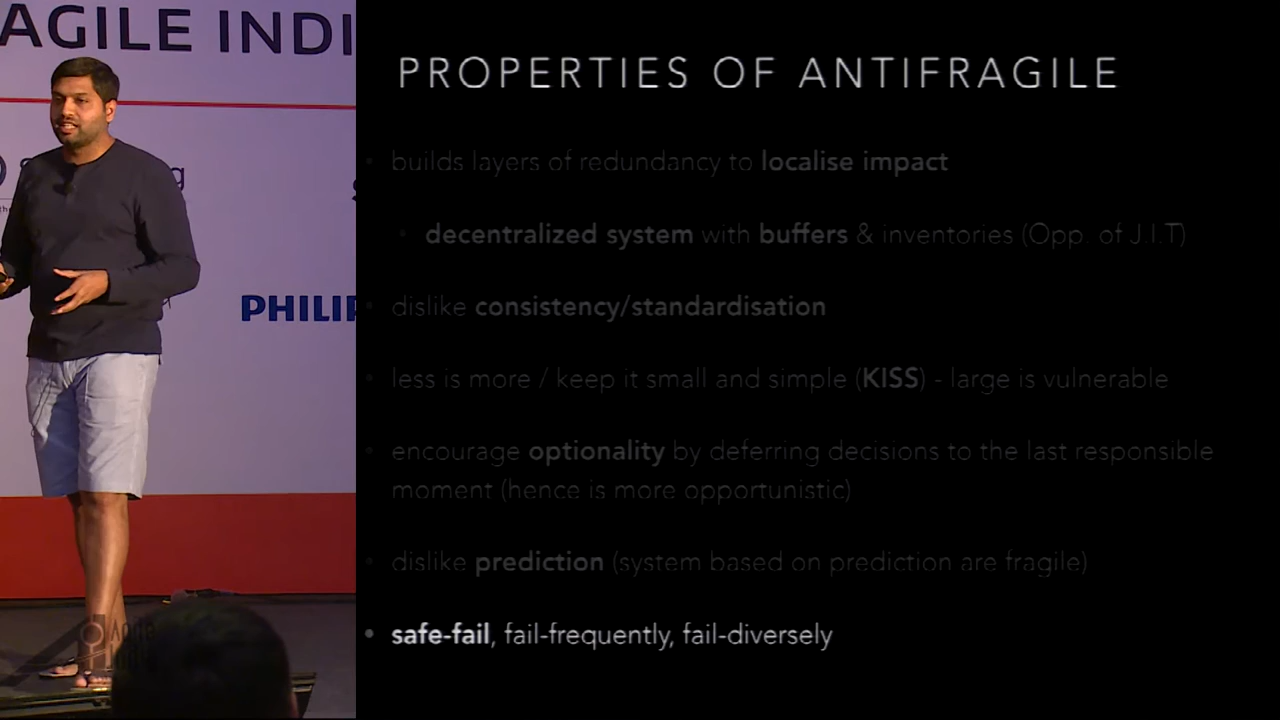 AGILE INDI
PROPERTIES OF ANTIFRAGILE
• builds layers of redundancy to localise impact
• decentralized system with buffers & inventories (Opp. of J.I.T)
• dislike consistency/standardisation
PHILIP
• less is more / keep it small and simple (KISS) - large is vulnerable
• encourage optionality by deferring decisions to the last responsible
moment (hence is more opportunistic)
• dislike prediction (system based on prediction are fragile)
• safe-fail, fail-frequently, fail-diversely